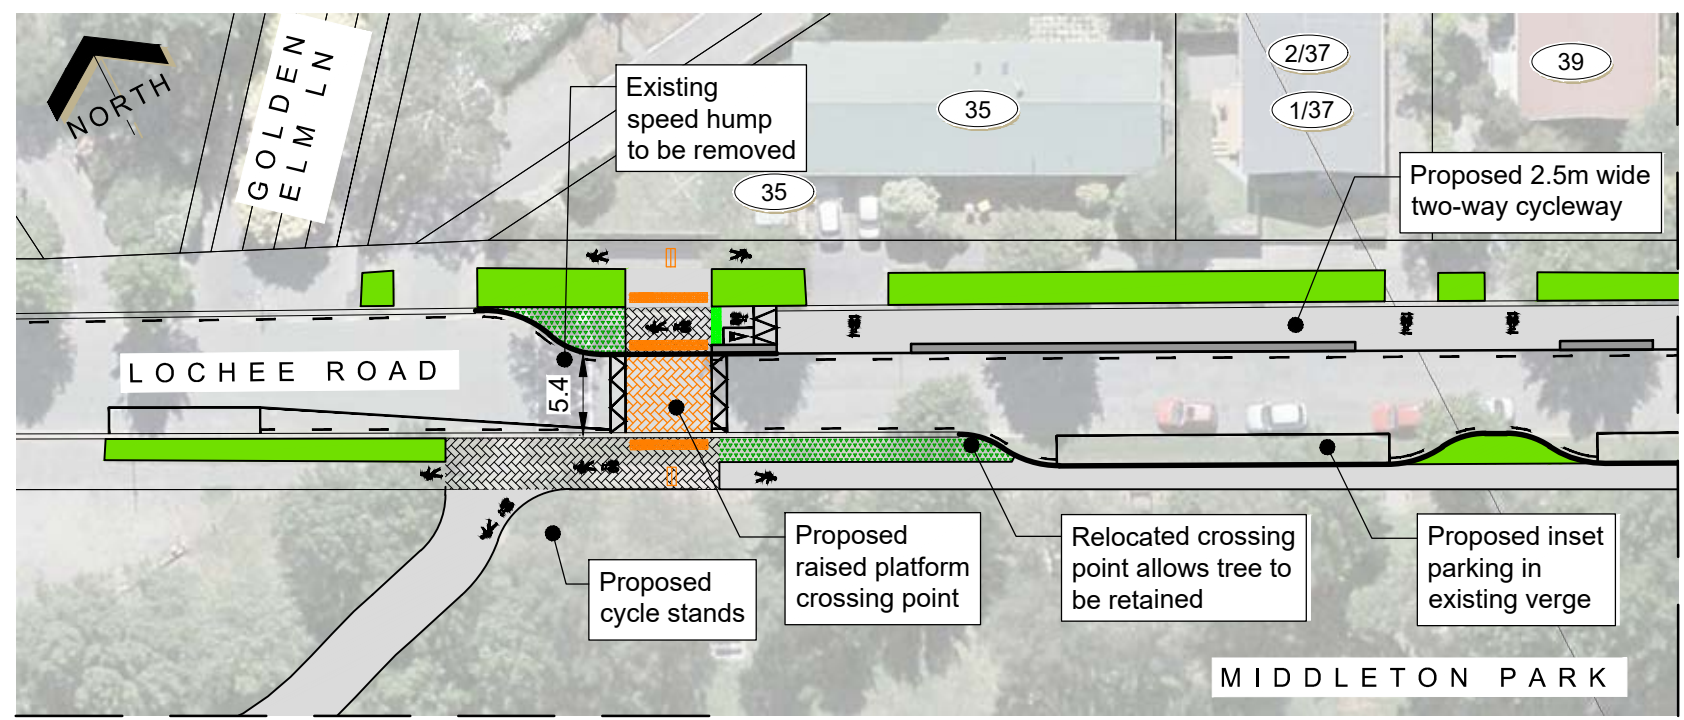 NORTH
GOLDEN
ELM LN
Existing
speed hump
to be removed
35
35
2/37
1/37
39
Proposed 2.5m wide
two-way cycleway
LOCHEE ROAD
5.4
Proposed
cycle stands
Proposed
raised platform
crossing point
Relocated crossing
point allows tree to
be retained
Proposed inset
parking in
existing verge
MIDDLETON PARK